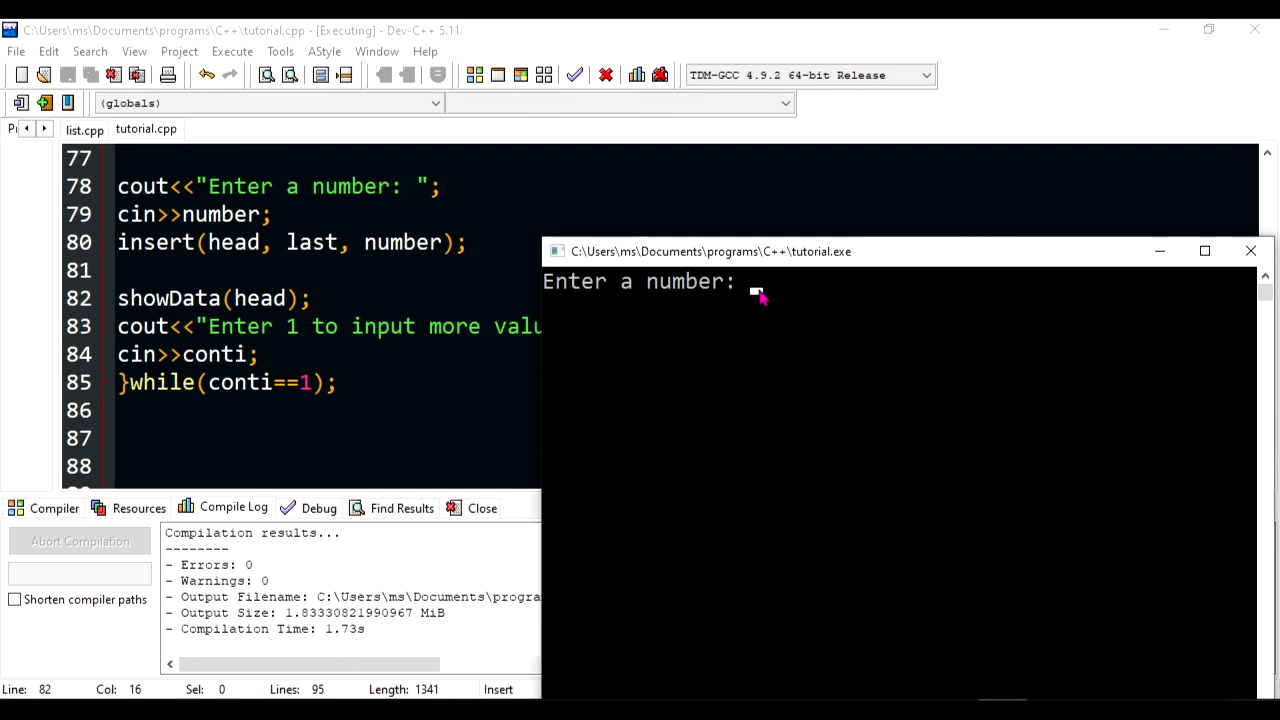 C:\Users\ms\Documents\programs\C++\tutorial.cpp - [Executing] - Dev-C++ 5.11
File Edit Search View Project Execute Tools AStyle Window Help
TDM-GCC 4.9.2 64-bit Release
(globals)
list.cpp tutorial.cpp
77
78 cout<<"Enter a number: ";
79 cin>>number;
80 insert(head, last, number);
81
82 showData(head);
83 cout<<"Enter 1 to input more valu
84 cin>>conti;
85 }while(conti==1);
86
87
88
C:\Users\ms\Documents\programs\C++\tutorial.exe
Enter a number:
Compiler Resources Compile Log Debug Find Results Close
Abort Compilation
Shorten compiler paths
Compilation results...
--------
- Errors: 0
- Warnings: 0
- Output Filename: C:\Users\ms\Documents\progra
- Output Size: 1.83330821990967 MiB
- Compilation Time: 1.73s
Line: 82 Col: 16 Sel: 0 Lines: 95 Length: 1341 Insert